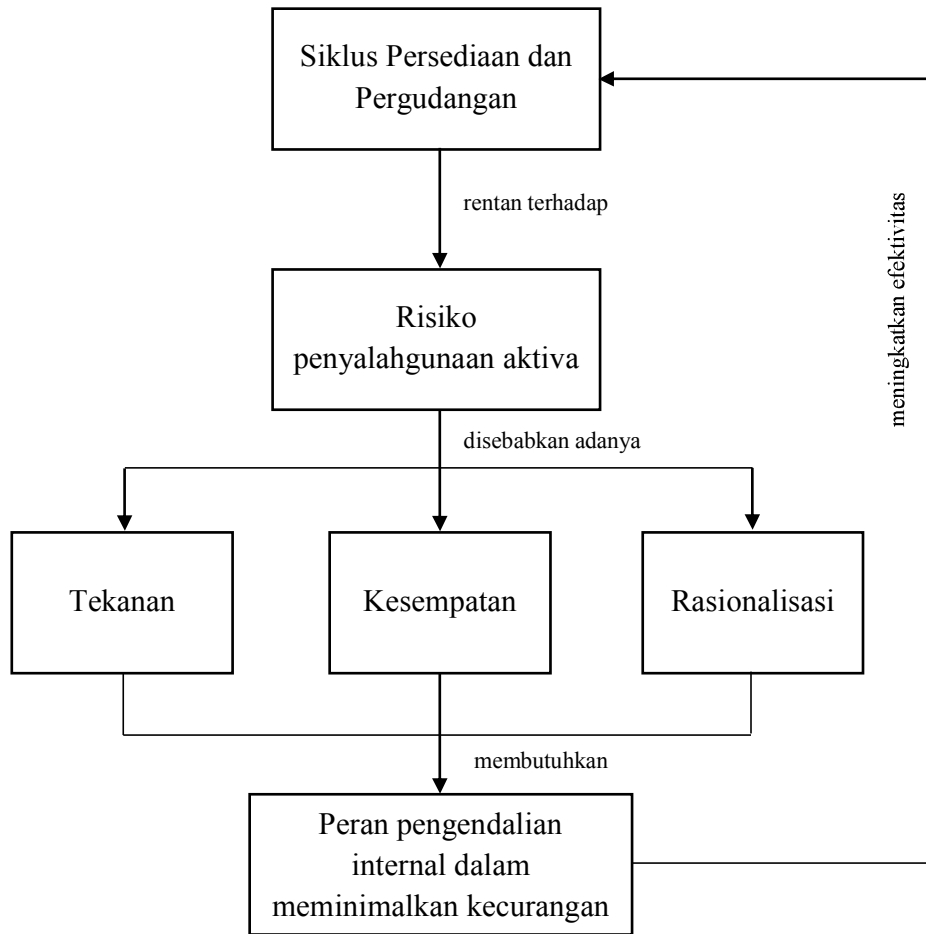 Siklus Persediaan dan
Pergudangan
rentan terhadap
meningkatkan efektivitas
Risiko
penyalahgunaan aktiva
disebabkan adanya
Tekanan
Kesempatan
Rasionalisasi
membutuhkan
Peran pengendalian
internal dalam
meminimalkan kecurangan